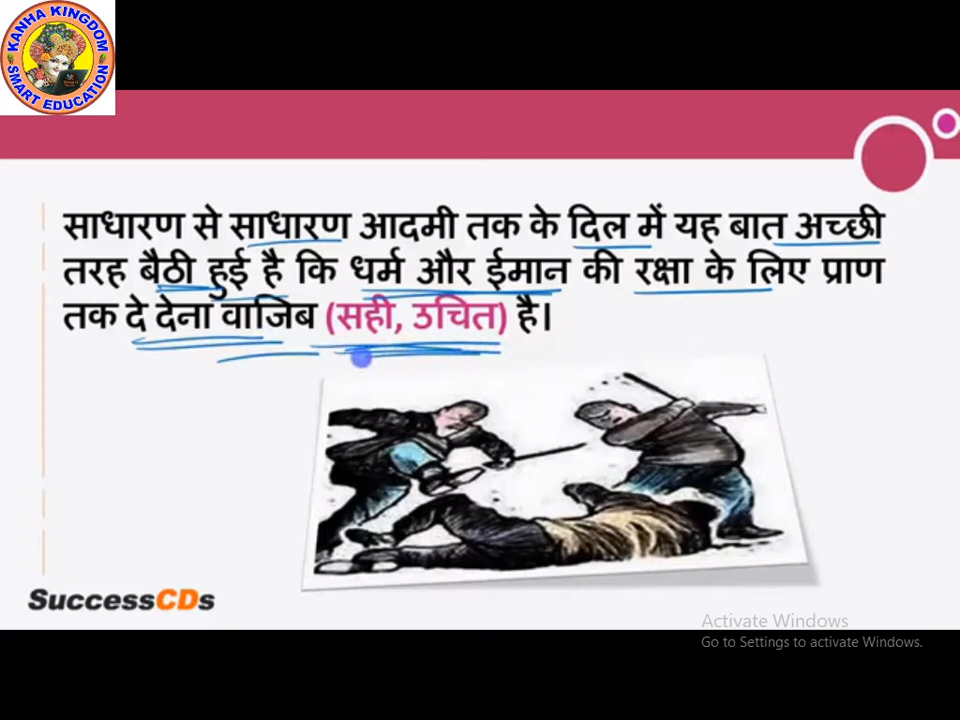 KANHA KINGDOM
SMART EDUCATION
साधारण से साधारण आदमी तक के दिल में यह बात अच्छी
तरह बैठी हुई है कि धर्म और ईमान की रक्षा के लिए प्राण
तक दे देना वाजिब (सही, उचित) है।
SuccessCDs
Activate Windows
Go to Settings to activate Windows.